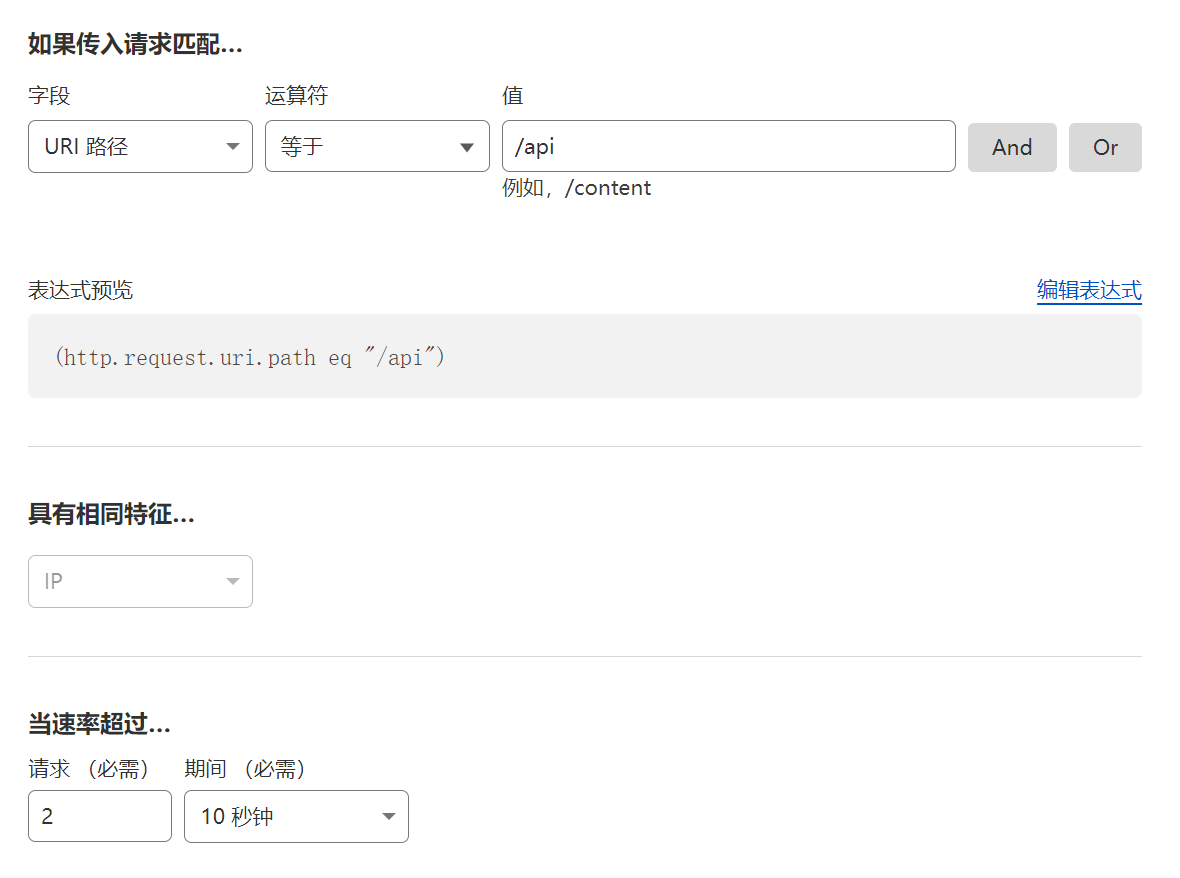 如果传入请求匹配...
字段 运算符 值
URI 路径 等于 /api And Or
例如，/content
表达式预览 编辑表达式
(http.request.uri.path eq "/api")
具有相同特征...
IP
当速率超过...
请求 （必需） 期间 （必需）
2 10 秒钟